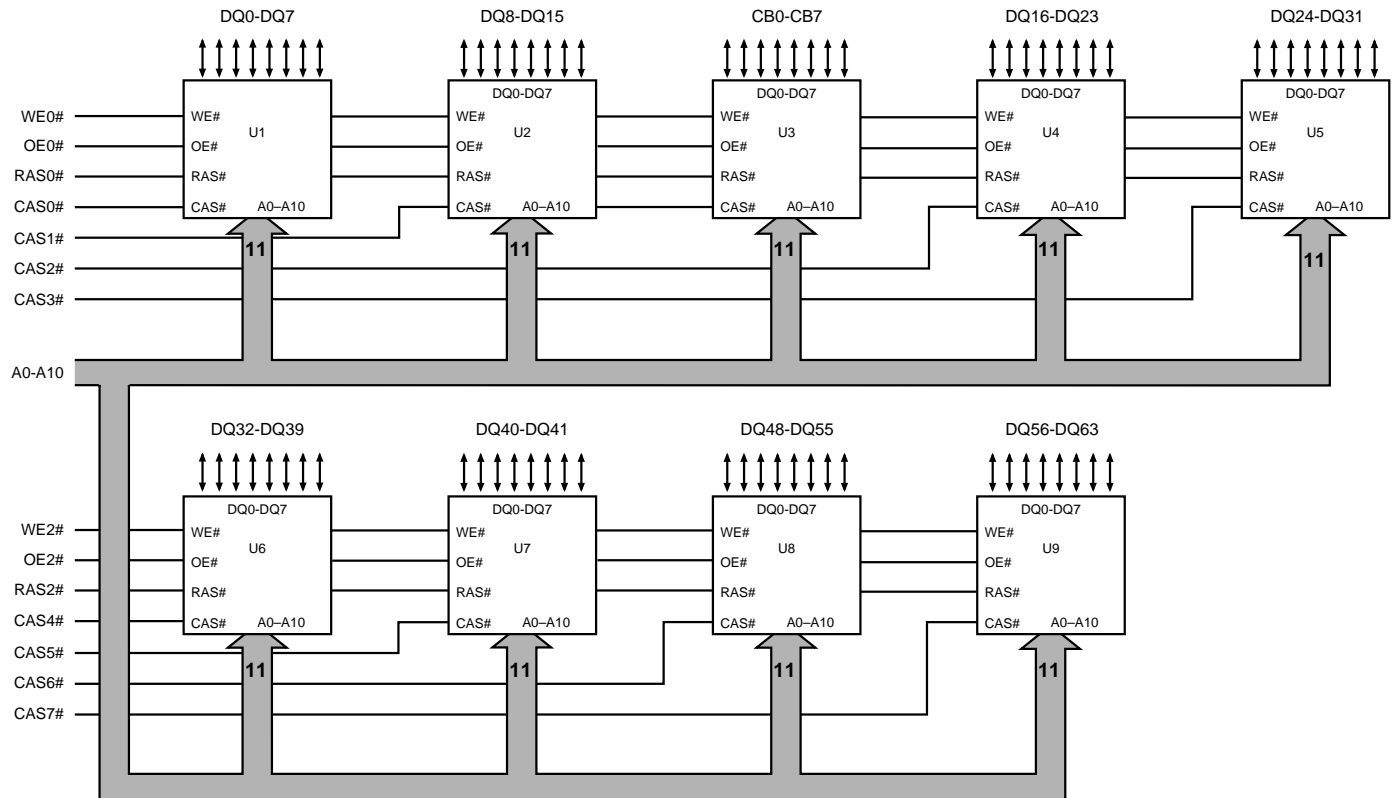 DQ0-DQ7 DQ8-DQ15 CB0-CB7 DQ16-DQ23 DQ24-DQ31
DQ0-DQ7 DQ0-DQ7 DQ0-DQ7 DQ0-DQ7
WE0# WE# WE# WE# WE# WE#
U1 U2 U3 U4 U5
OE0# OE# OE# OE# OE# OE#
RAS0# RAS# RAS# RAS# RAS# RAS#
CAS0# CAS# A0–A10 CAS# A0–A10 CAS# A0–A10 CAS# A0–A10 CAS# A0–A10
CAS1#
11 11 11 11 11
CAS2#
CAS3#
A0-A10
DQ32-DQ39 DQ40-DQ41 DQ48-DQ55 DQ56-DQ63
DQ0-DQ7 DQ0-DQ7 DQ0-DQ7 DQ0-DQ7
WE2# WE# WE# WE# WE#
U6 U7 U8 U9
OE2# OE# OE# OE# OE#
RAS2# RAS# RAS# RAS# RAS#
CAS4# CAS# A0–A10 CAS# A0–A10 CAS# A0–A10 CAS# A0–A10
CAS5#
11 11 11 11
CAS6#
CAS7#